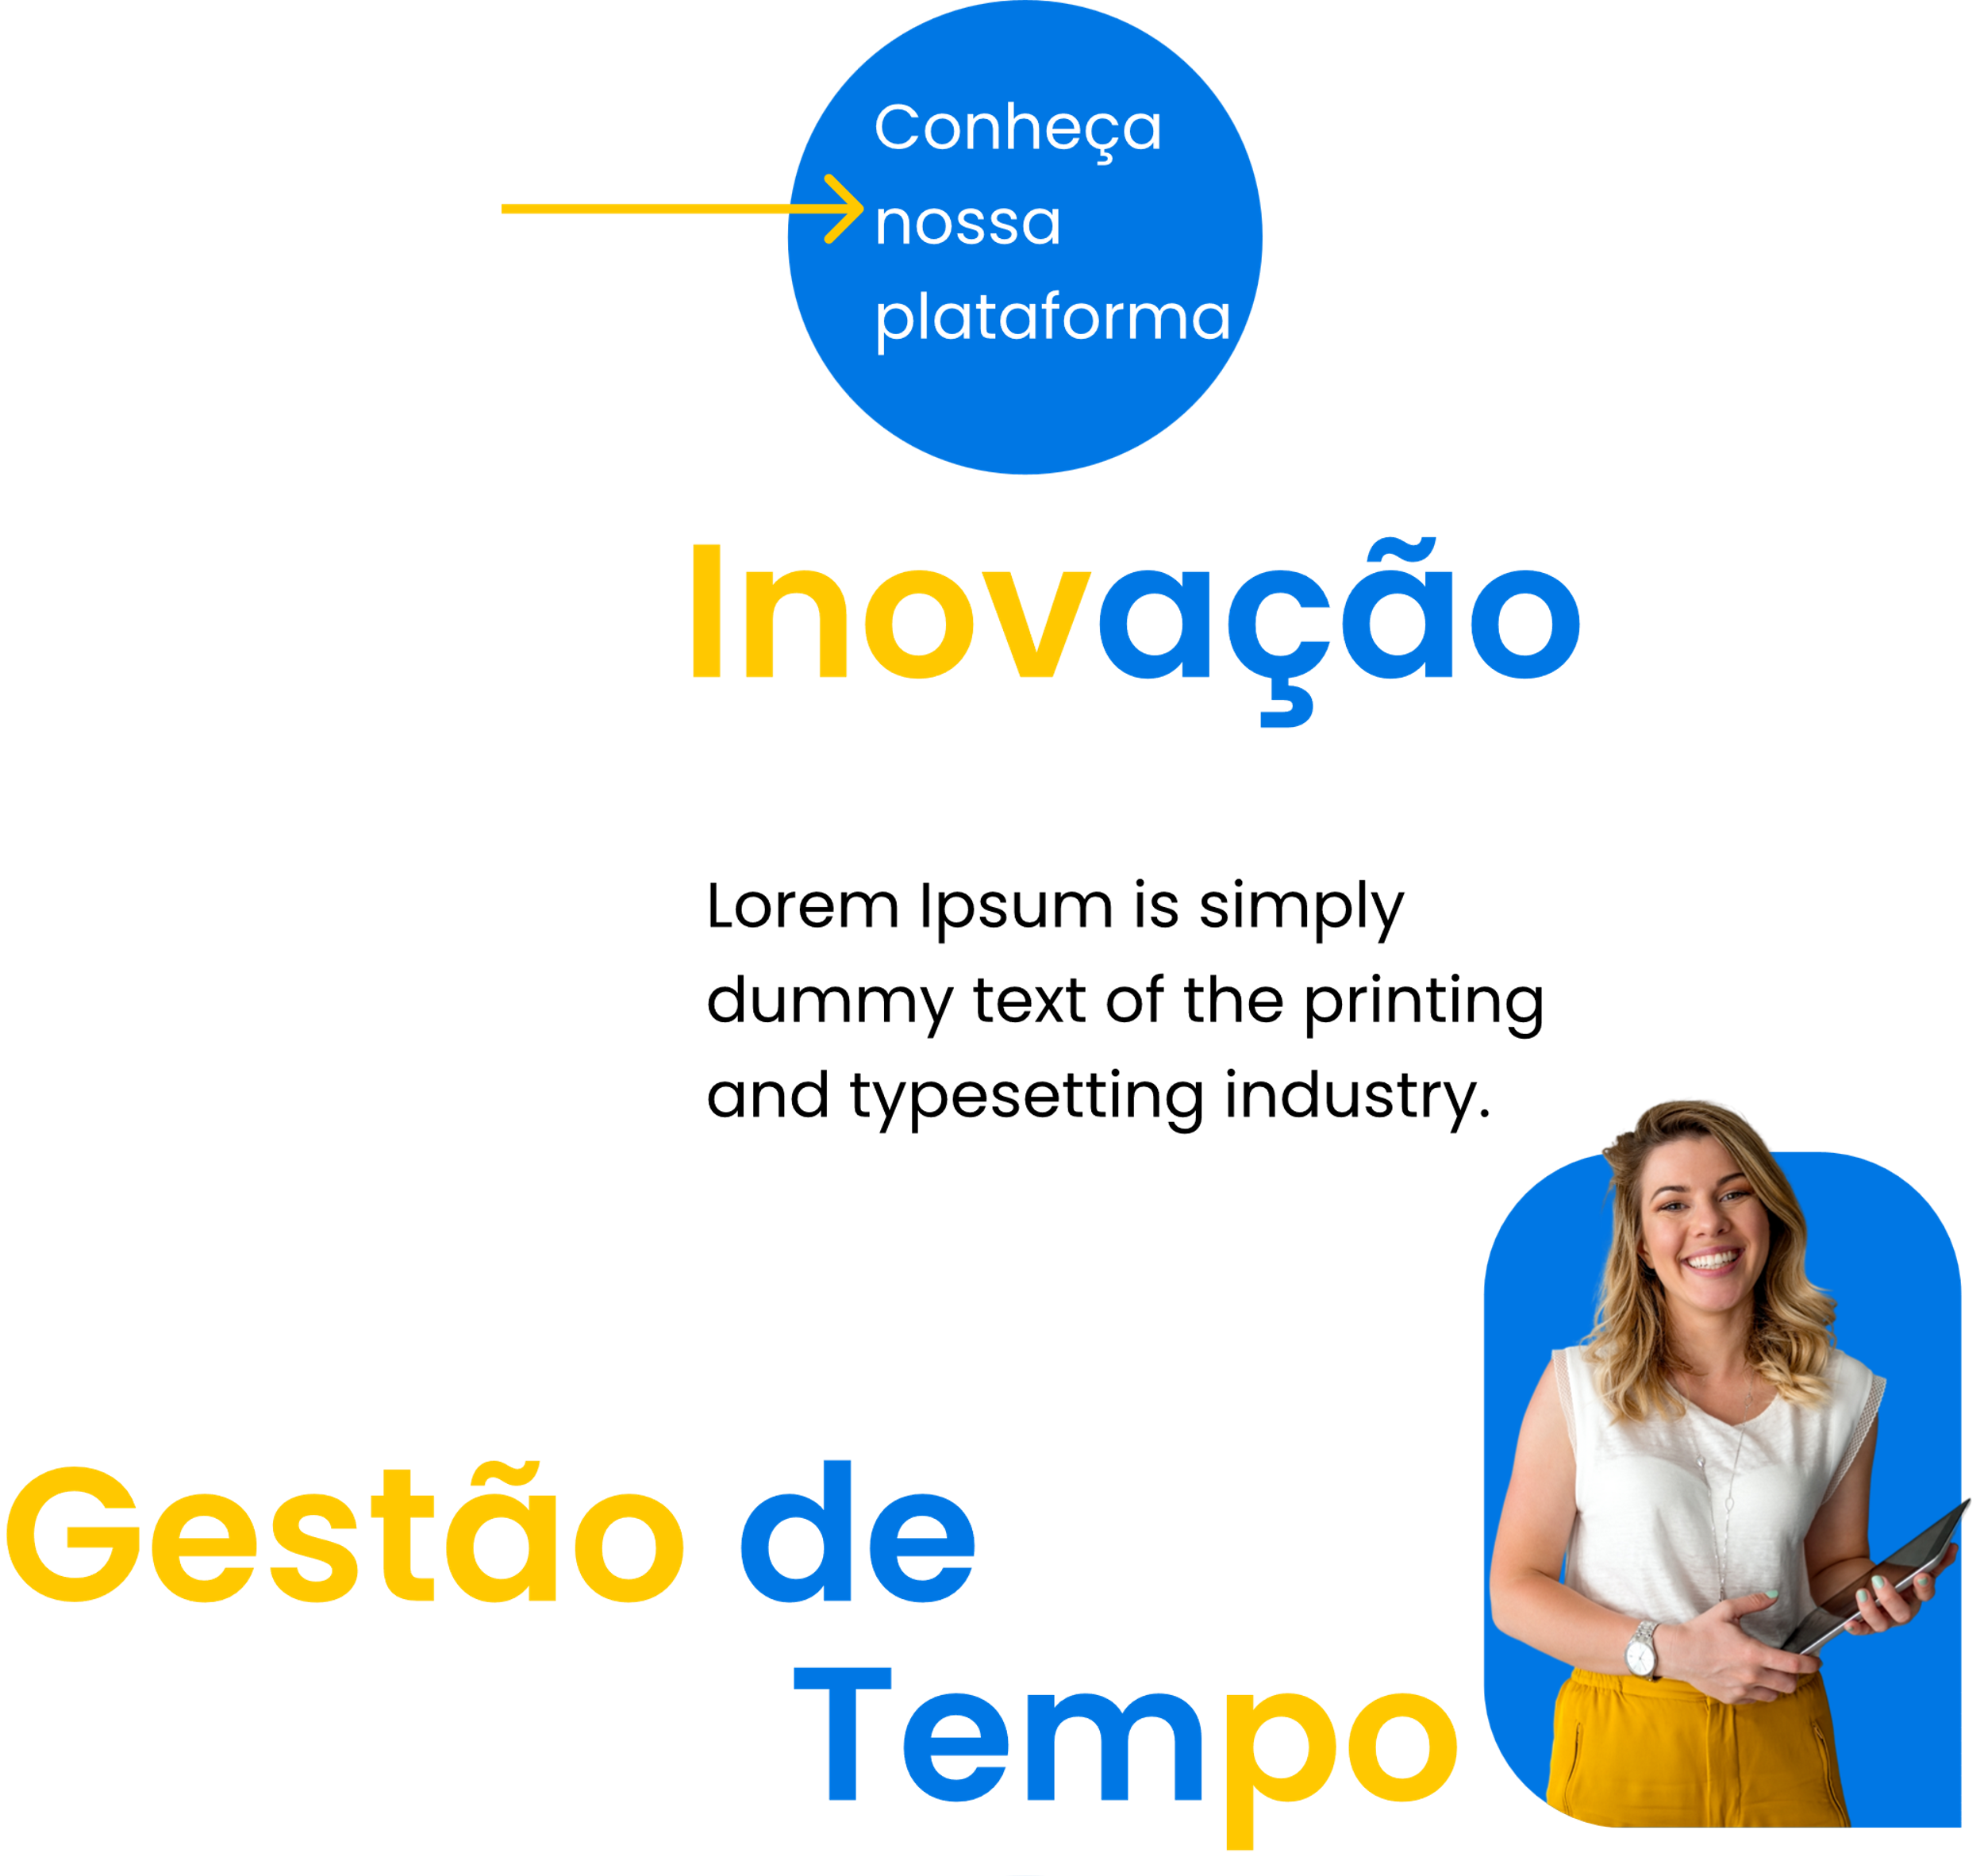 Conheça
nossa
plataforma
Inovação
Lorem Ipsum is simply
dummy text of the printing
and typesetting industry.
Gestão de
Tempo